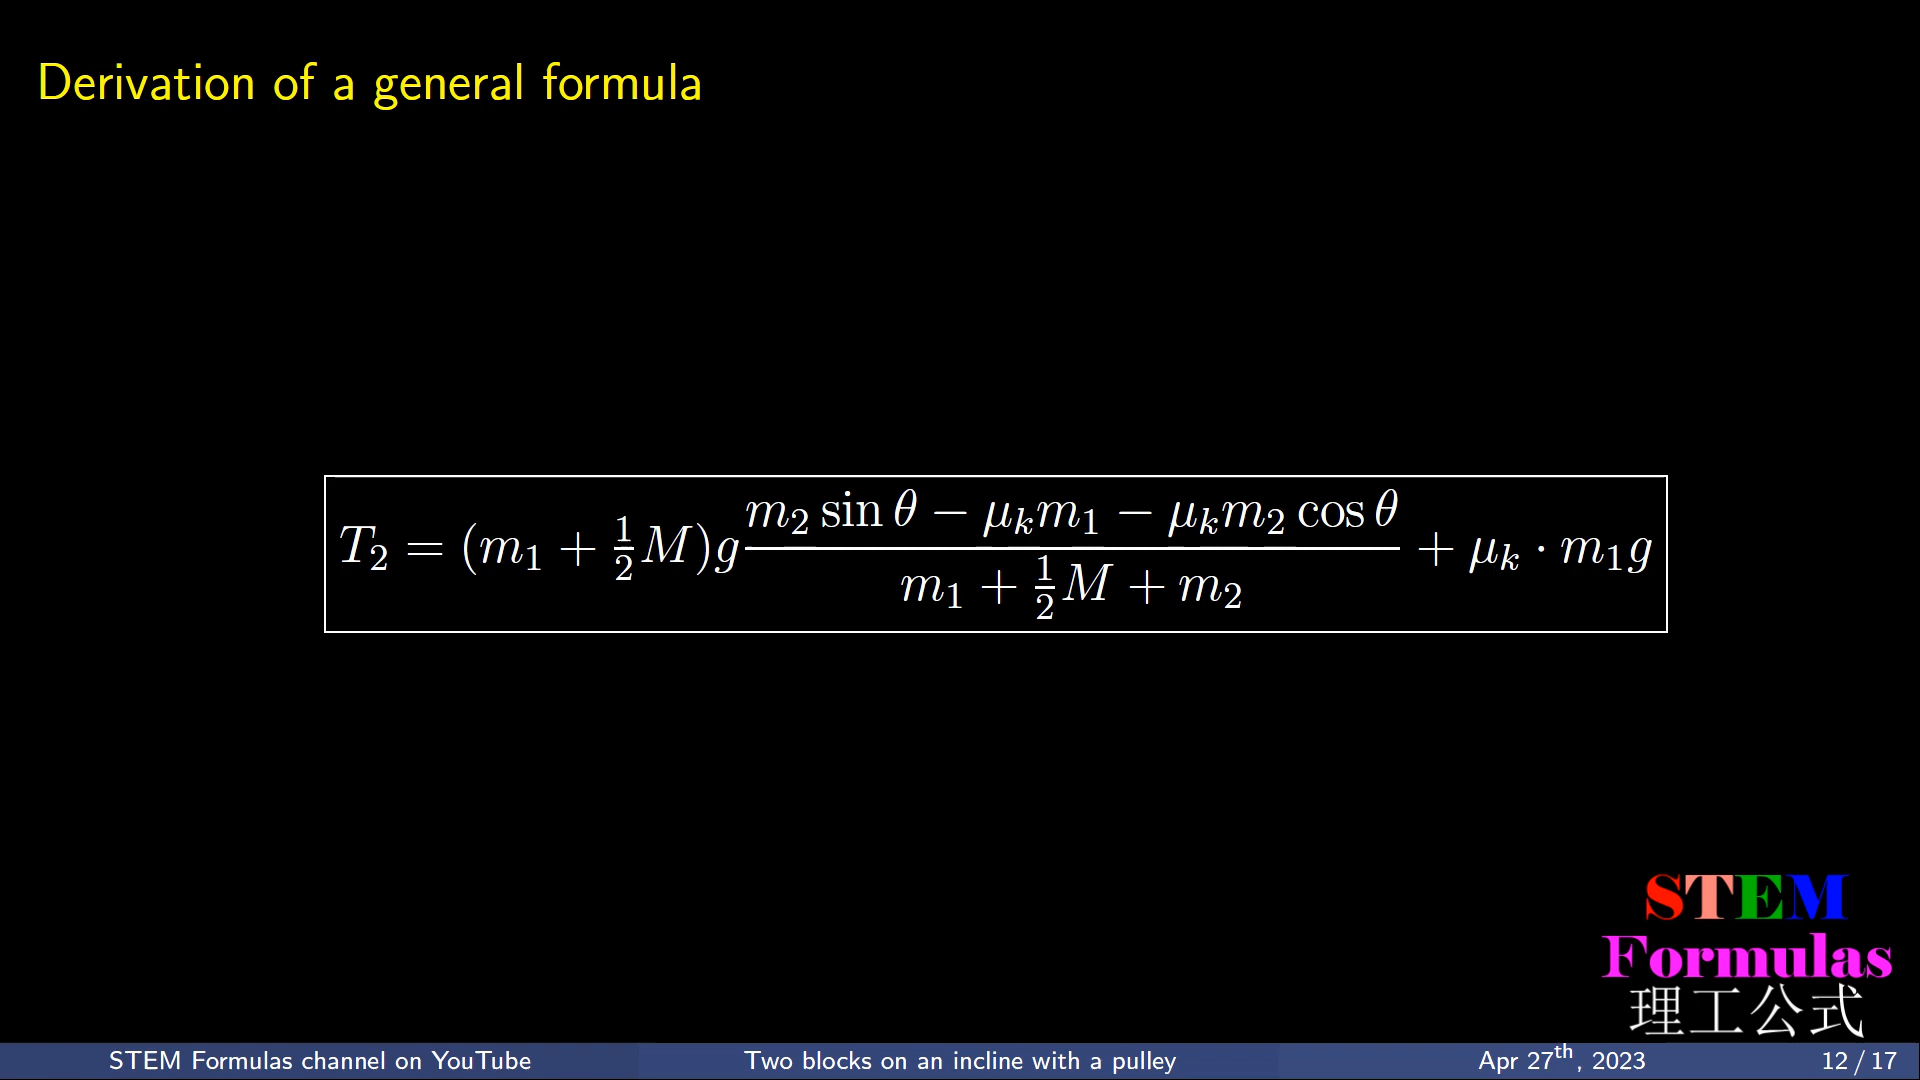 Derivation of a general formula
T₂ = (m₁ + ½M)g (m₂ sin θ − μₖm₁ − μₖm₂ cos θ)/(m₁ + ½M + m₂) + μₖ · m₁g
STEM
Formulas
理工公式
STEM Formulas channel on YouTube Two blocks on an incline with a pulley Apr 27th, 2023 12 / 17